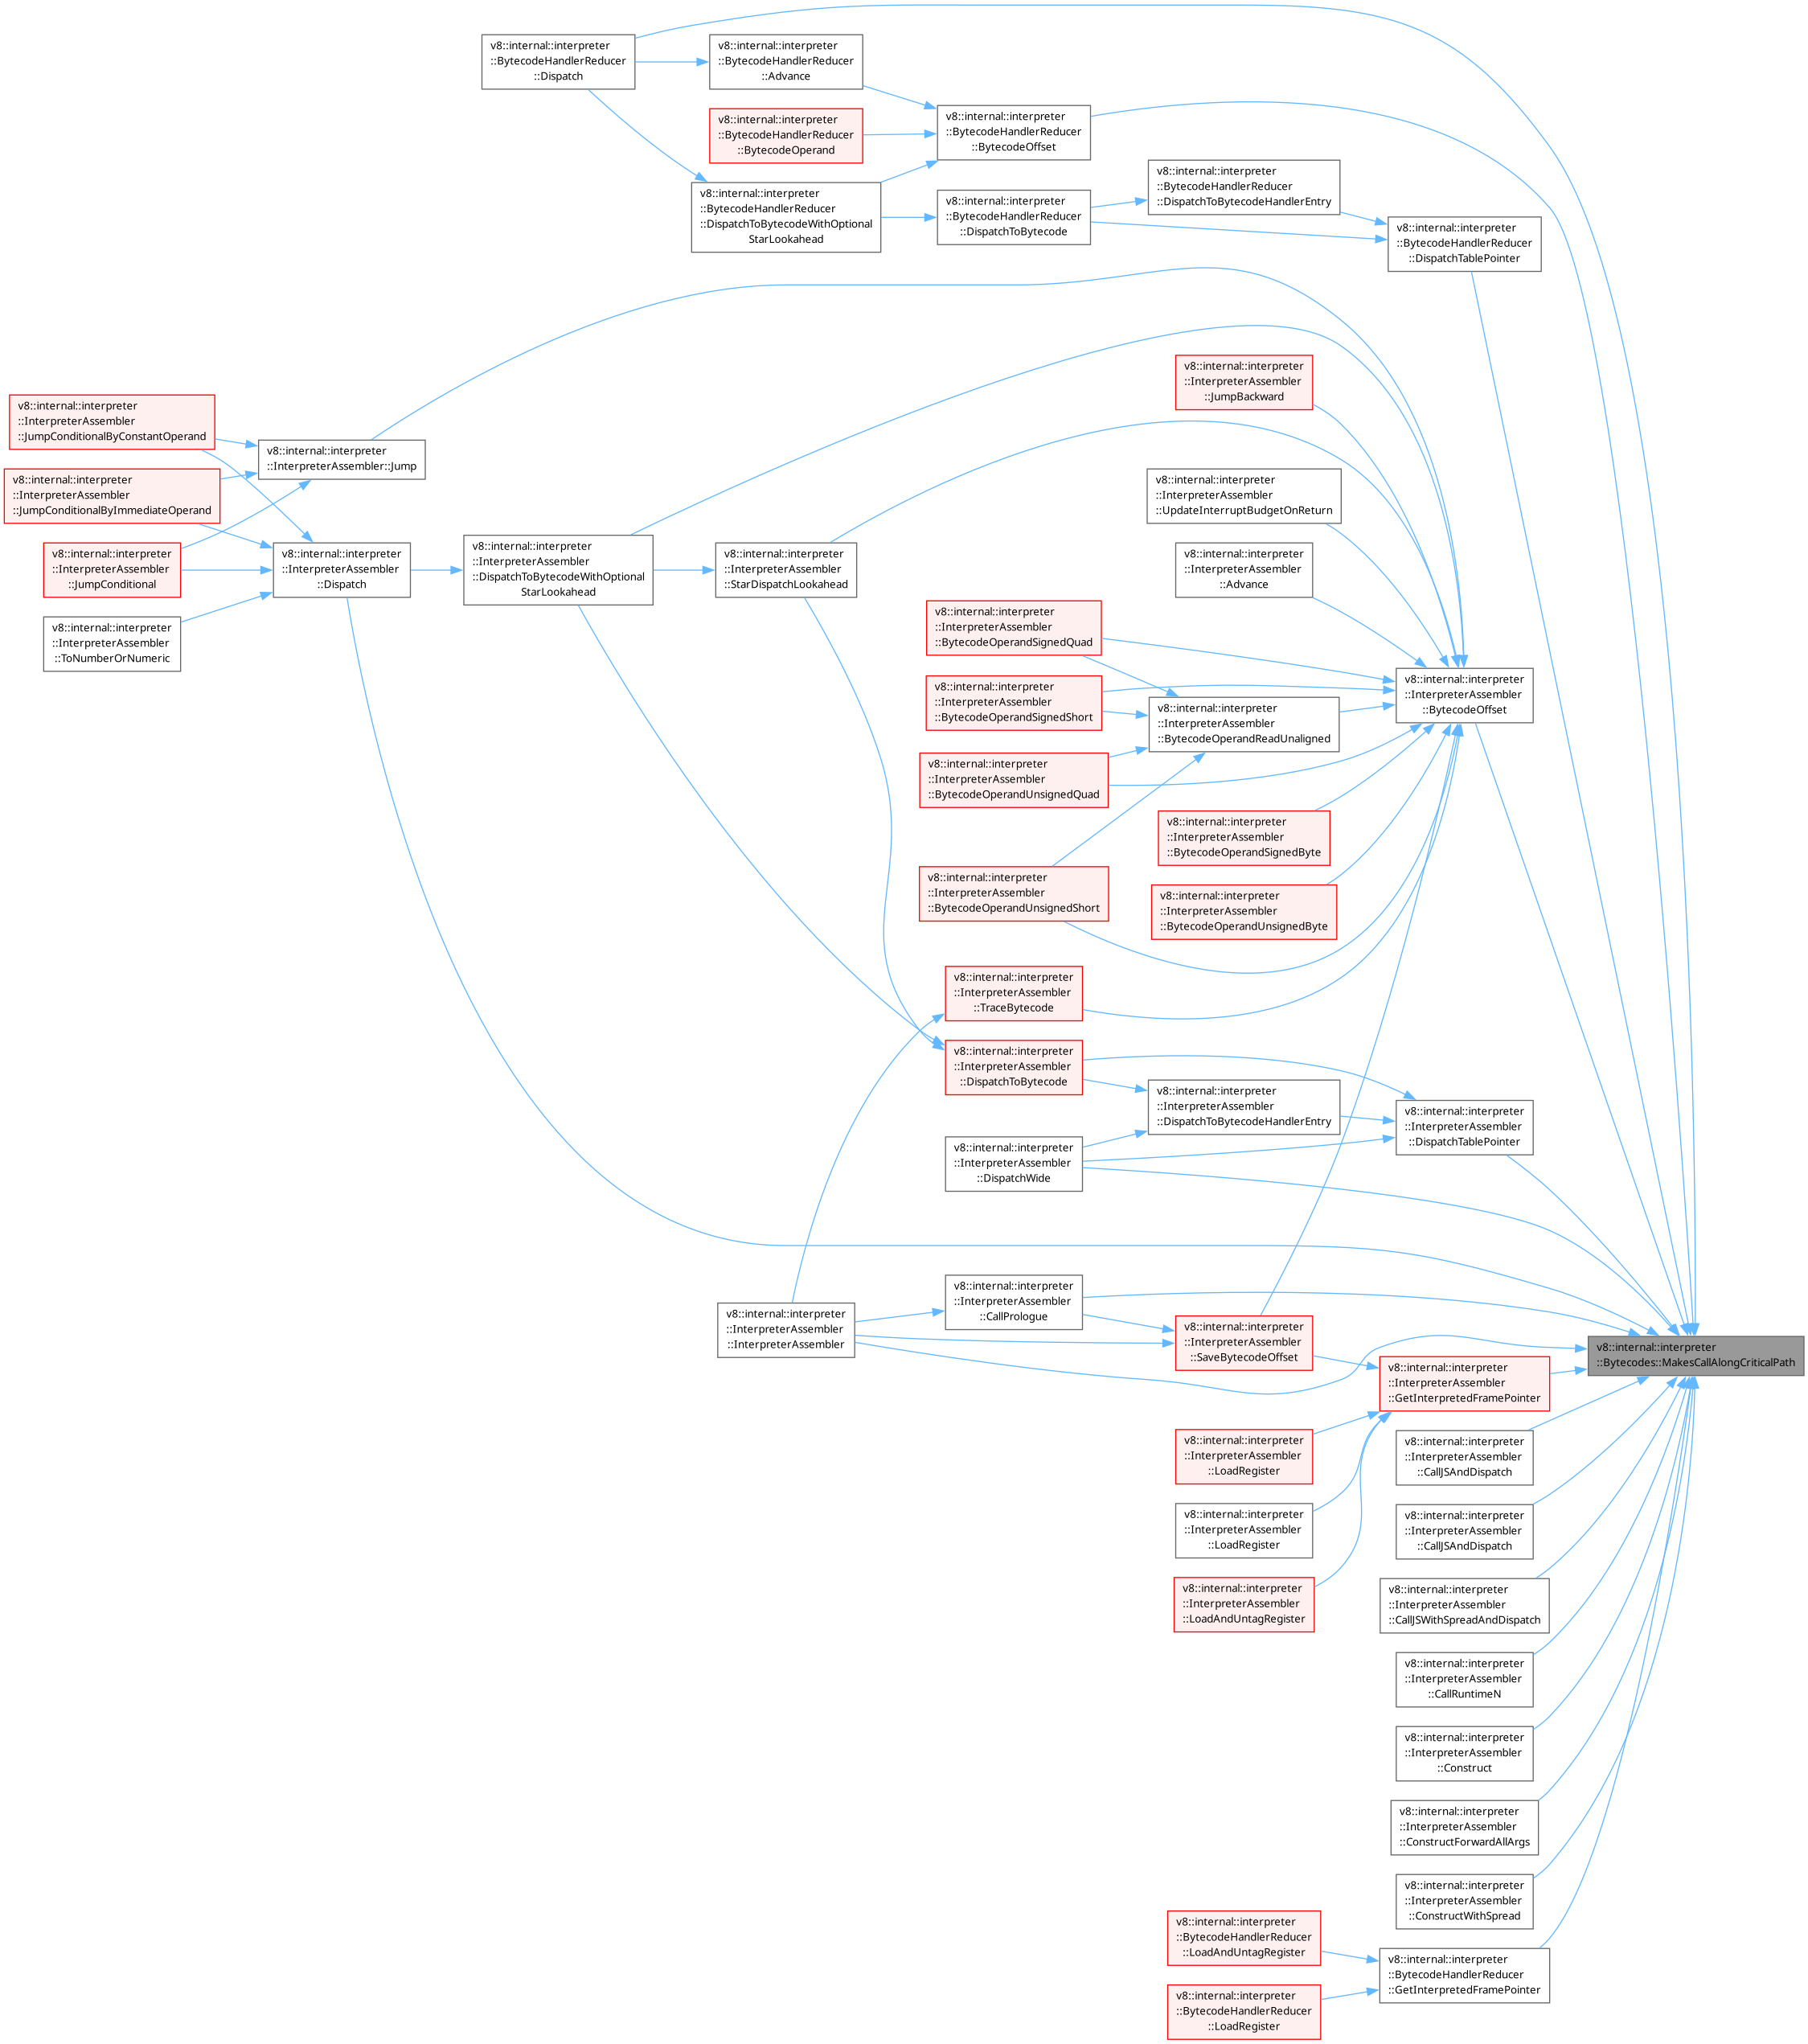 v8::internal::interpreter
::BytecodeHandlerReducer
::Dispatch
v8::internal::interpreter
::BytecodeHandlerReducer
::Advance
v8::internal::interpreter
::BytecodeHandlerReducer
::BytecodeOperand
v8::internal::interpreter
::BytecodeHandlerReducer
::BytecodeOffset
v8::internal::interpreter
::BytecodeHandlerReducer
::DispatchToBytecodeWithOptional
StarLookahead
v8::internal::interpreter
::BytecodeHandlerReducer
::DispatchToBytecode
v8::internal::interpreter
::BytecodeHandlerReducer
::DispatchToBytecodeHandlerEntry
v8::internal::interpreter
::BytecodeHandlerReducer
::DispatchTablePointer
v8::internal::interpreter
::InterpreterAssembler
::JumpBackward
v8::internal::interpreter
::InterpreterAssembler
::JumpConditionalByConstantOperand
v8::internal::interpreter
::InterpreterAssembler::Jump
v8::internal::interpreter
::InterpreterAssembler
::JumpConditionalByImmediateOperand
v8::internal::interpreter
::InterpreterAssembler
::UpdateInterruptBudgetOnReturn
v8::internal::interpreter
::InterpreterAssembler
::JumpConditional
v8::internal::interpreter
::InterpreterAssembler
::Dispatch
v8::internal::interpreter
::InterpreterAssembler
::DispatchToBytecodeWithOptional
StarLookahead
v8::internal::interpreter
::InterpreterAssembler
::StarDispatchLookahead
v8::internal::interpreter
::InterpreterAssembler
::Advance
v8::internal::interpreter
::InterpreterAssembler
::ToNumberOrNumeric
v8::internal::interpreter
::InterpreterAssembler
::BytecodeOperandSignedQuad
v8::internal::interpreter
::InterpreterAssembler
::BytecodeOffset
v8::internal::interpreter
::InterpreterAssembler
::BytecodeOperandSignedShort
v8::internal::interpreter
::InterpreterAssembler
::BytecodeOperandReadUnaligned
v8::internal::interpreter
::InterpreterAssembler
::BytecodeOperandUnsignedQuad
v8::internal::interpreter
::InterpreterAssembler
::BytecodeOperandSignedByte
v8::internal::interpreter
::InterpreterAssembler
::BytecodeOperandUnsignedShort
v8::internal::interpreter
::InterpreterAssembler
::BytecodeOperandUnsignedByte
v8::internal::interpreter
::InterpreterAssembler
::TraceBytecode
v8::internal::interpreter
::InterpreterAssembler
::DispatchToBytecode
v8::internal::interpreter
::InterpreterAssembler
::DispatchToBytecodeHandlerEntry
v8::internal::interpreter
::InterpreterAssembler
::DispatchTablePointer
v8::internal::interpreter
::InterpreterAssembler
::DispatchWide
v8::internal::interpreter
::InterpreterAssembler
::InterpreterAssembler
v8::internal::interpreter
::InterpreterAssembler
::CallPrologue
v8::internal::interpreter
::InterpreterAssembler
::SaveBytecodeOffset
v8::internal::interpreter
::Bytecodes::MakesCallAlongCriticalPath
v8::internal::interpreter
::InterpreterAssembler
::GetInterpretedFramePointer
v8::internal::interpreter
::InterpreterAssembler
::LoadRegister
v8::internal::interpreter
::InterpreterAssembler
::CallJSAndDispatch
v8::internal::interpreter
::InterpreterAssembler
::LoadRegister
v8::internal::interpreter
::InterpreterAssembler
::CallJSAndDispatch
v8::internal::interpreter
::InterpreterAssembler
::LoadAndUntagRegister
v8::internal::interpreter
::InterpreterAssembler
::CallJSWithSpreadAndDispatch
v8::internal::interpreter
::InterpreterAssembler
::CallRuntimeN
v8::internal::interpreter
::InterpreterAssembler
::Construct
v8::internal::interpreter
::InterpreterAssembler
::ConstructForwardAllArgs
v8::internal::interpreter
::InterpreterAssembler
::ConstructWithSpread
v8::internal::interpreter
::BytecodeHandlerReducer
::LoadAndUntagRegister
v8::internal::interpreter
::BytecodeHandlerReducer
::GetInterpretedFramePointer
v8::internal::interpreter
::BytecodeHandlerReducer
::LoadRegister